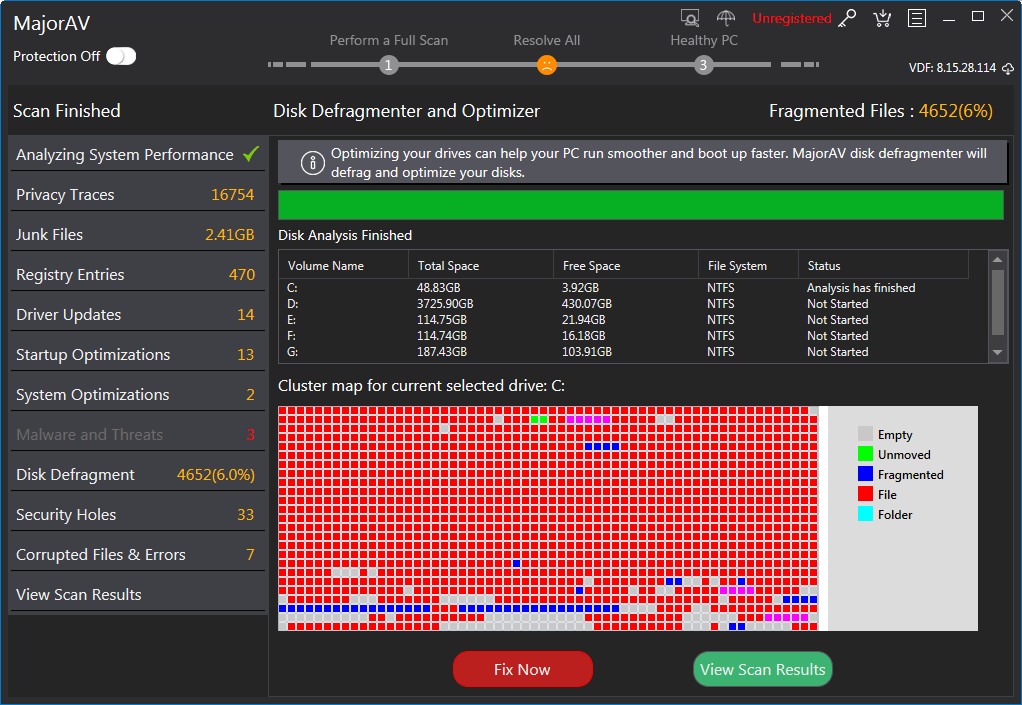 MajorAV
Unregistered
Protection Off
Perform a Full Scan
Resolve All
Healthy PC
1
3
VDF: 8.15.28.114
Scan Finished
Analyzing System Performance
Privacy Traces 16754
Junk Files 2.41GB
Registry Entries 470
Driver Updates 14
Startup Optimizations 13
System Optimizations 2
Malware and Threats 3
Disk Defragment 4652(6.0%)
Security Holes 33
Corrupted Files & Errors 7
View Scan Results
Disk Defragmenter and Optimizer
Fragmented Files : 4652(6%)
Optimizing your drives can help your PC run smoother and boot up faster. MajorAV disk defragmenter will
defrag and optimize your disks.
Disk Analysis Finished
Volume Name Total Space Free Space File System Status
C: 48.83GB 3.92GB NTFS Analysis has finished
D: 3725.90GB 430.07GB NTFS Not Started
E: 114.75GB 21.94GB NTFS Not Started
F: 114.74GB 16.18GB NTFS Not Started
G: 187.43GB 103.91GB NTFS Not Started
Cluster map for current selected drive: C:
Empty
Unmoved
Fragmented
File
Folder
Fix Now
View Scan Results